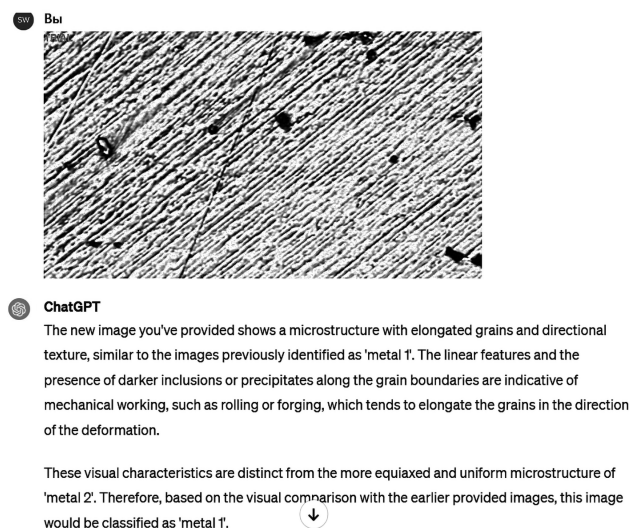 SW Вы
ChatGPT
The new image you've provided shows a microstructure with elongated grains and directional
texture, similar to the images previously identified as 'metal 1'. The linear features and the
presence of darker inclusions or precipitates along the grain boundaries are indicative of
mechanical working, such as rolling or forging, which tends to elongate the grains in the direction
of the deformation.
These visual characteristics are distinct from the more equiaxed and uniform microstructure of
'metal 2'. Therefore, based on the visual comparison with the earlier provided images, this image
would be classified as 'metal 1'.